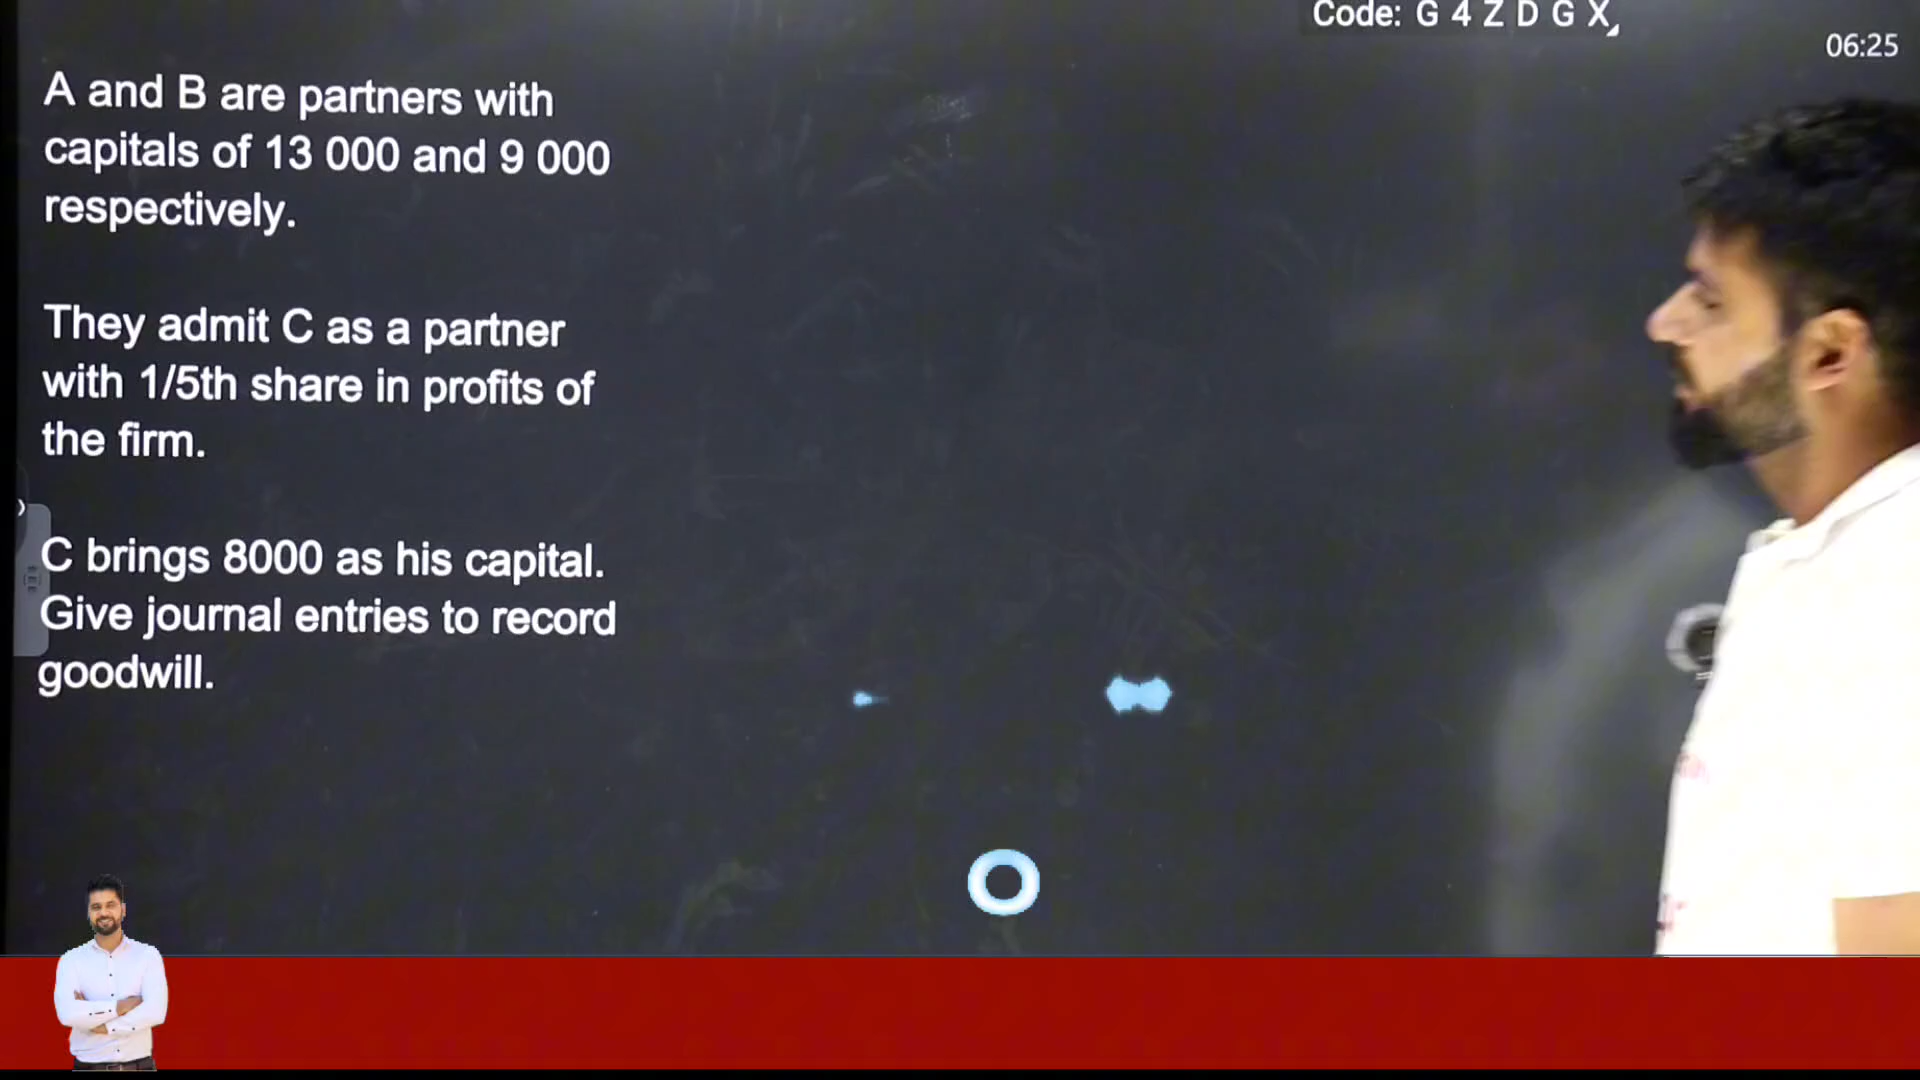 Code: G 4 Z D G X
06:25
A and B are partners with
capitals of 13 000 and 9 000
respectively.
They admit C as a partner
with 1/5th share in profits of
the firm.
C brings 8000 as his capital.
Give journal entries to record
goodwill.